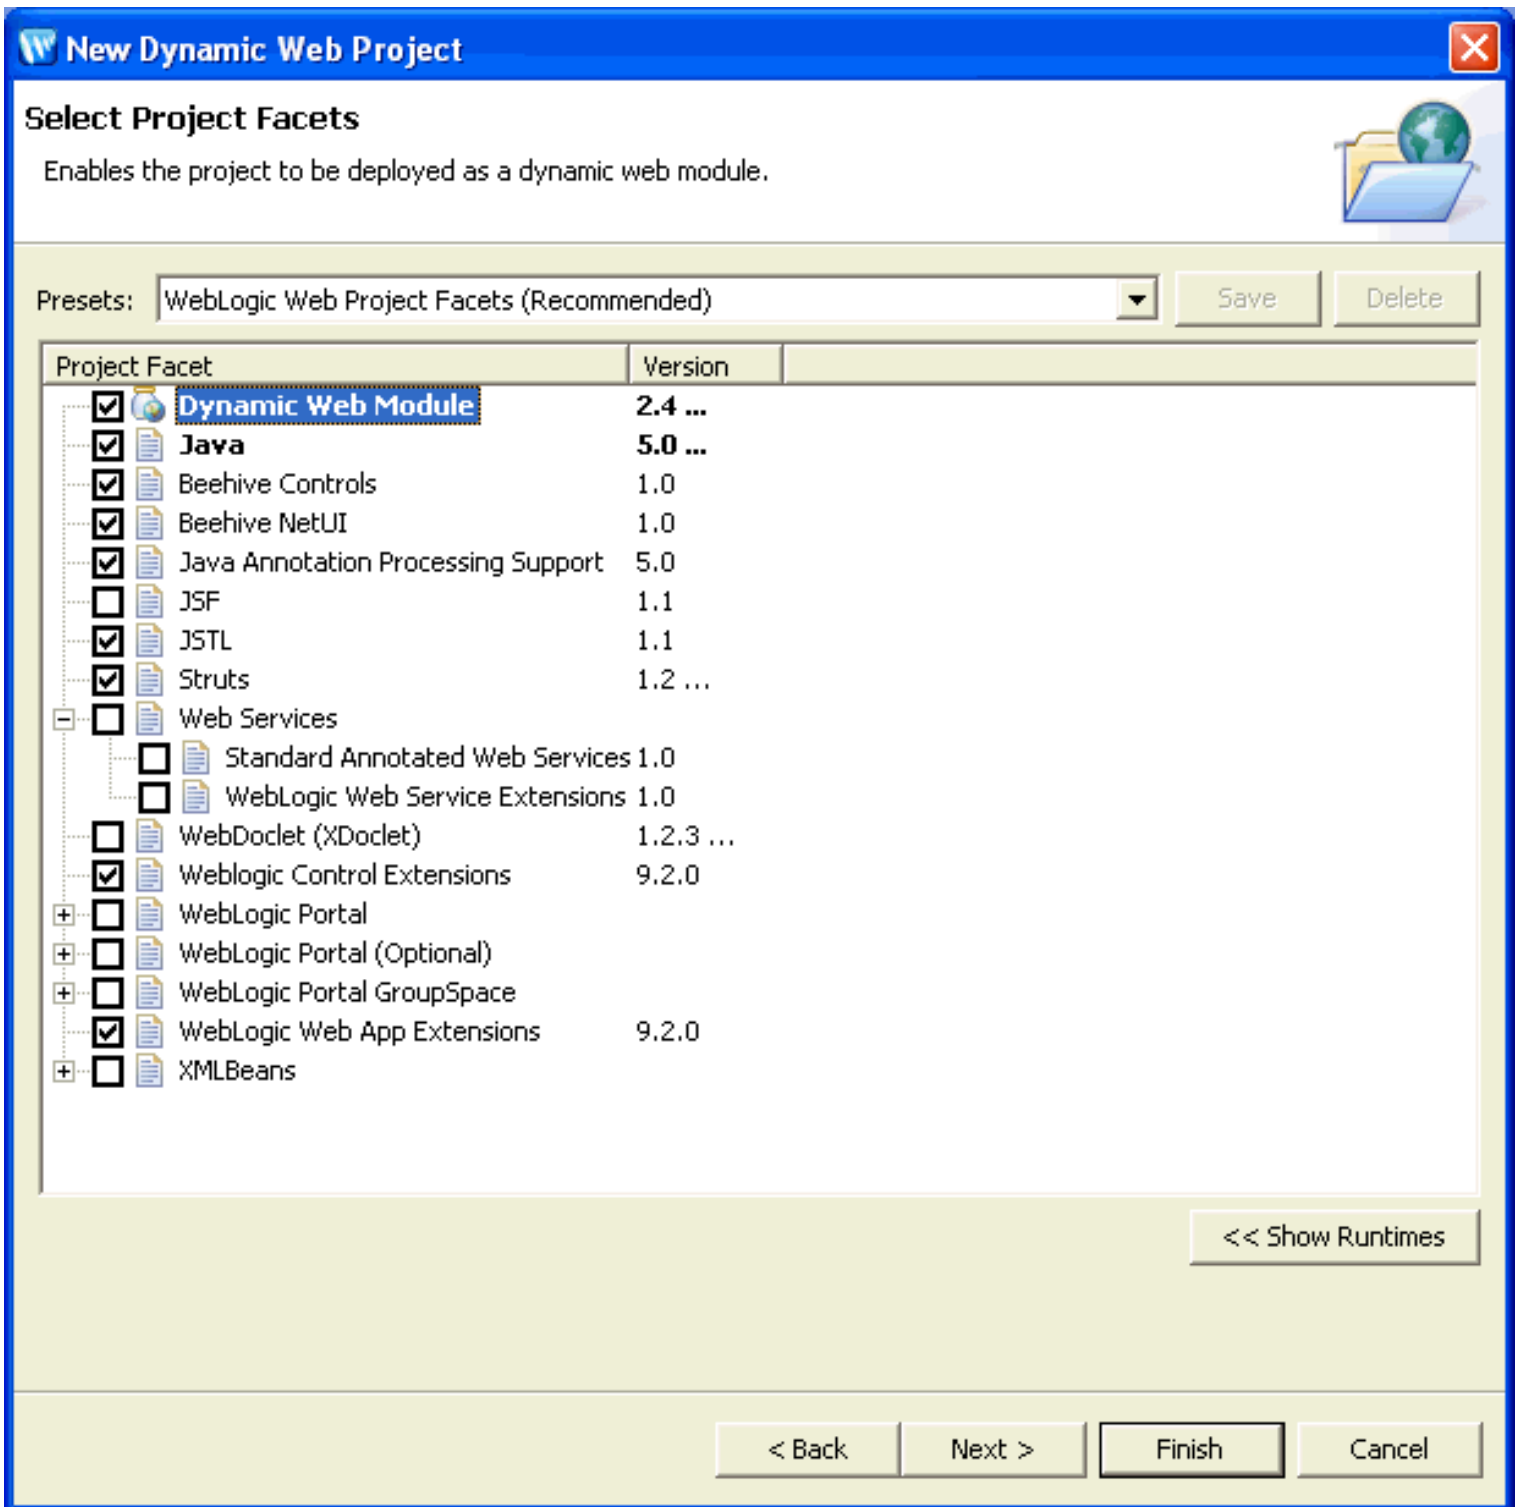 New Dynamic Web Project
Select Project Facets
Enables the project to be deployed as a dynamic web module.
Presets: WebLogic Web Project Facets (Recommended) Save Delete
Project Facet Version
Dynamic Web Module 2.4 ...
Java 5.0 ...
Beehive Controls 1.0
Beehive NetUI 1.0
Java Annotation Processing Support 5.0
JSF 1.1
JSTL 1.1
Struts 1.2 ...
Web Services
Standard Annotated Web Services 1.0
WebLogic Web Service Extensions 1.0
WebDoclet (XDoclet) 1.2.3 ...
Weblogic Control Extensions 9.2.0
WebLogic Portal
WebLogic Portal (Optional)
WebLogic Portal GroupSpace
WebLogic Web App Extensions 9.2.0
XMLBeans
<< Show Runtimes
< Back Next > Finish Cancel